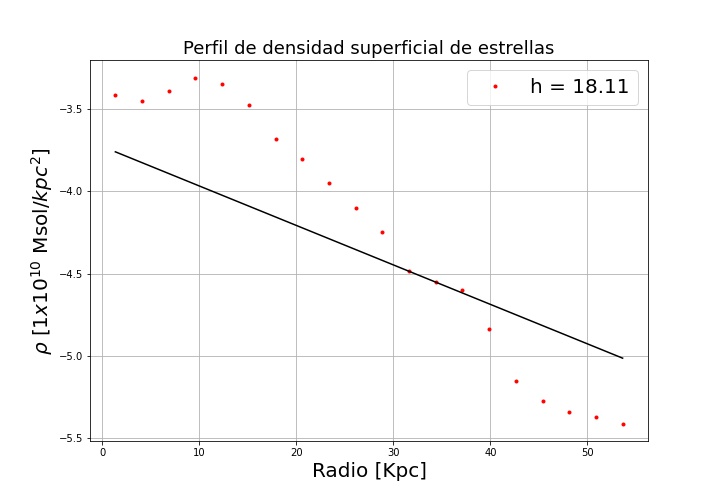 Perfil de densidad superficial de estrellas
h = 18.11
ρ [1x10^10 Msol/kpc^2]
−3.5
−4.0
−4.5
−5.0
−5.5
0 10 20 30 40 50
Radio [Kpc]